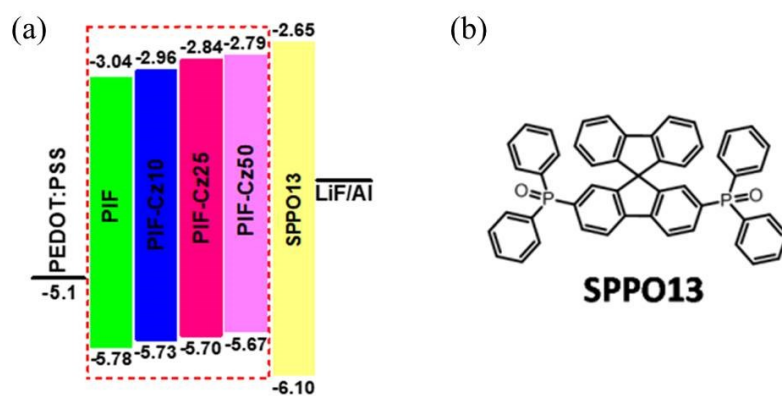 (a)
-3.04
-2.96
-2.84
-2.79
-2.65
PEDOT:PSS
PIF
PIF-Cz10
PIF-Cz25
PIF-Cz50
SPPO13
LiF/Al
-5.1
-5.78
-5.73
-5.70
-5.67
-6.10
(b)
O
P
P
O
SPPO13